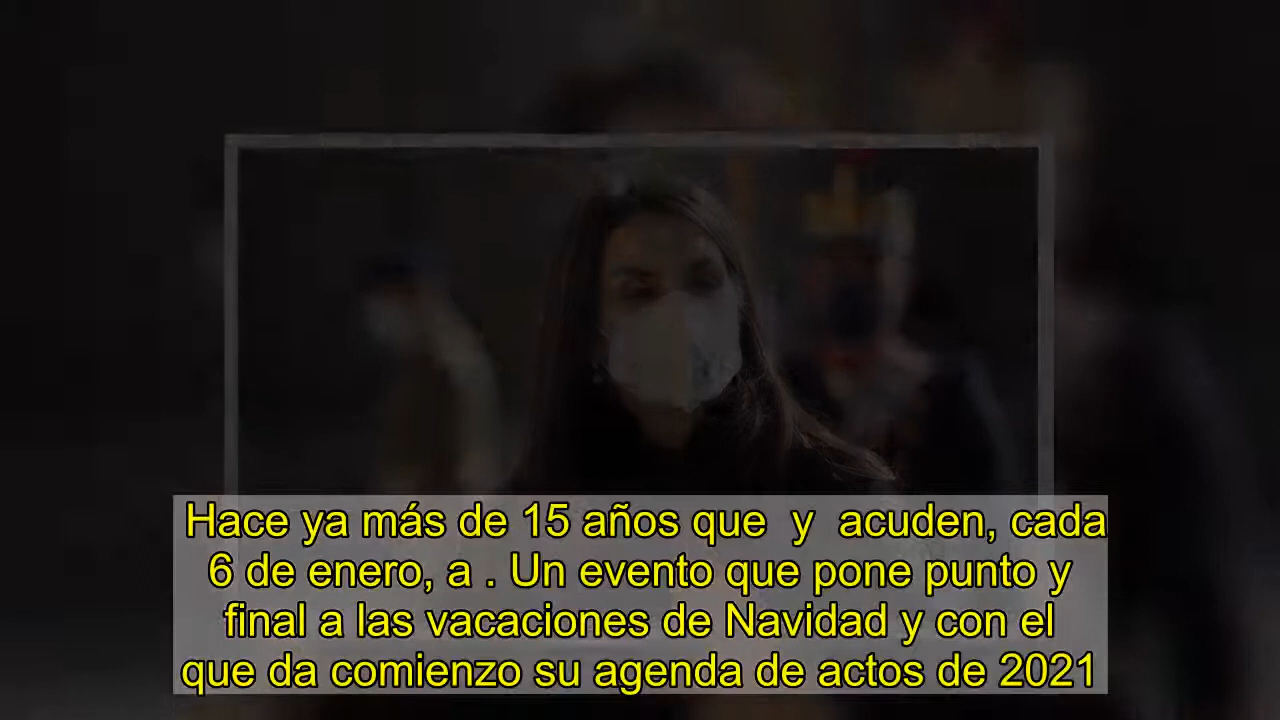 Hace ya más de 15 años que  y  acuden, cada
6 de enero, a . Un evento que pone punto y
final a las vacaciones de Navidad y con el
que da comienzo su agenda de actos de 2021